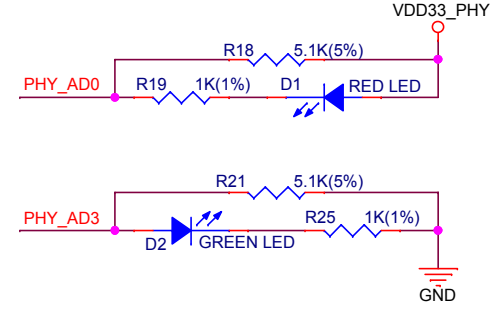 VDD33_PHY
R18 5.1K(5%)
PHY_AD0 R19 1K(1%) D1 RED LED
R21 5.1K(5%)
PHY_AD3 R25 1K(1%)
D2 GREEN LED
GND